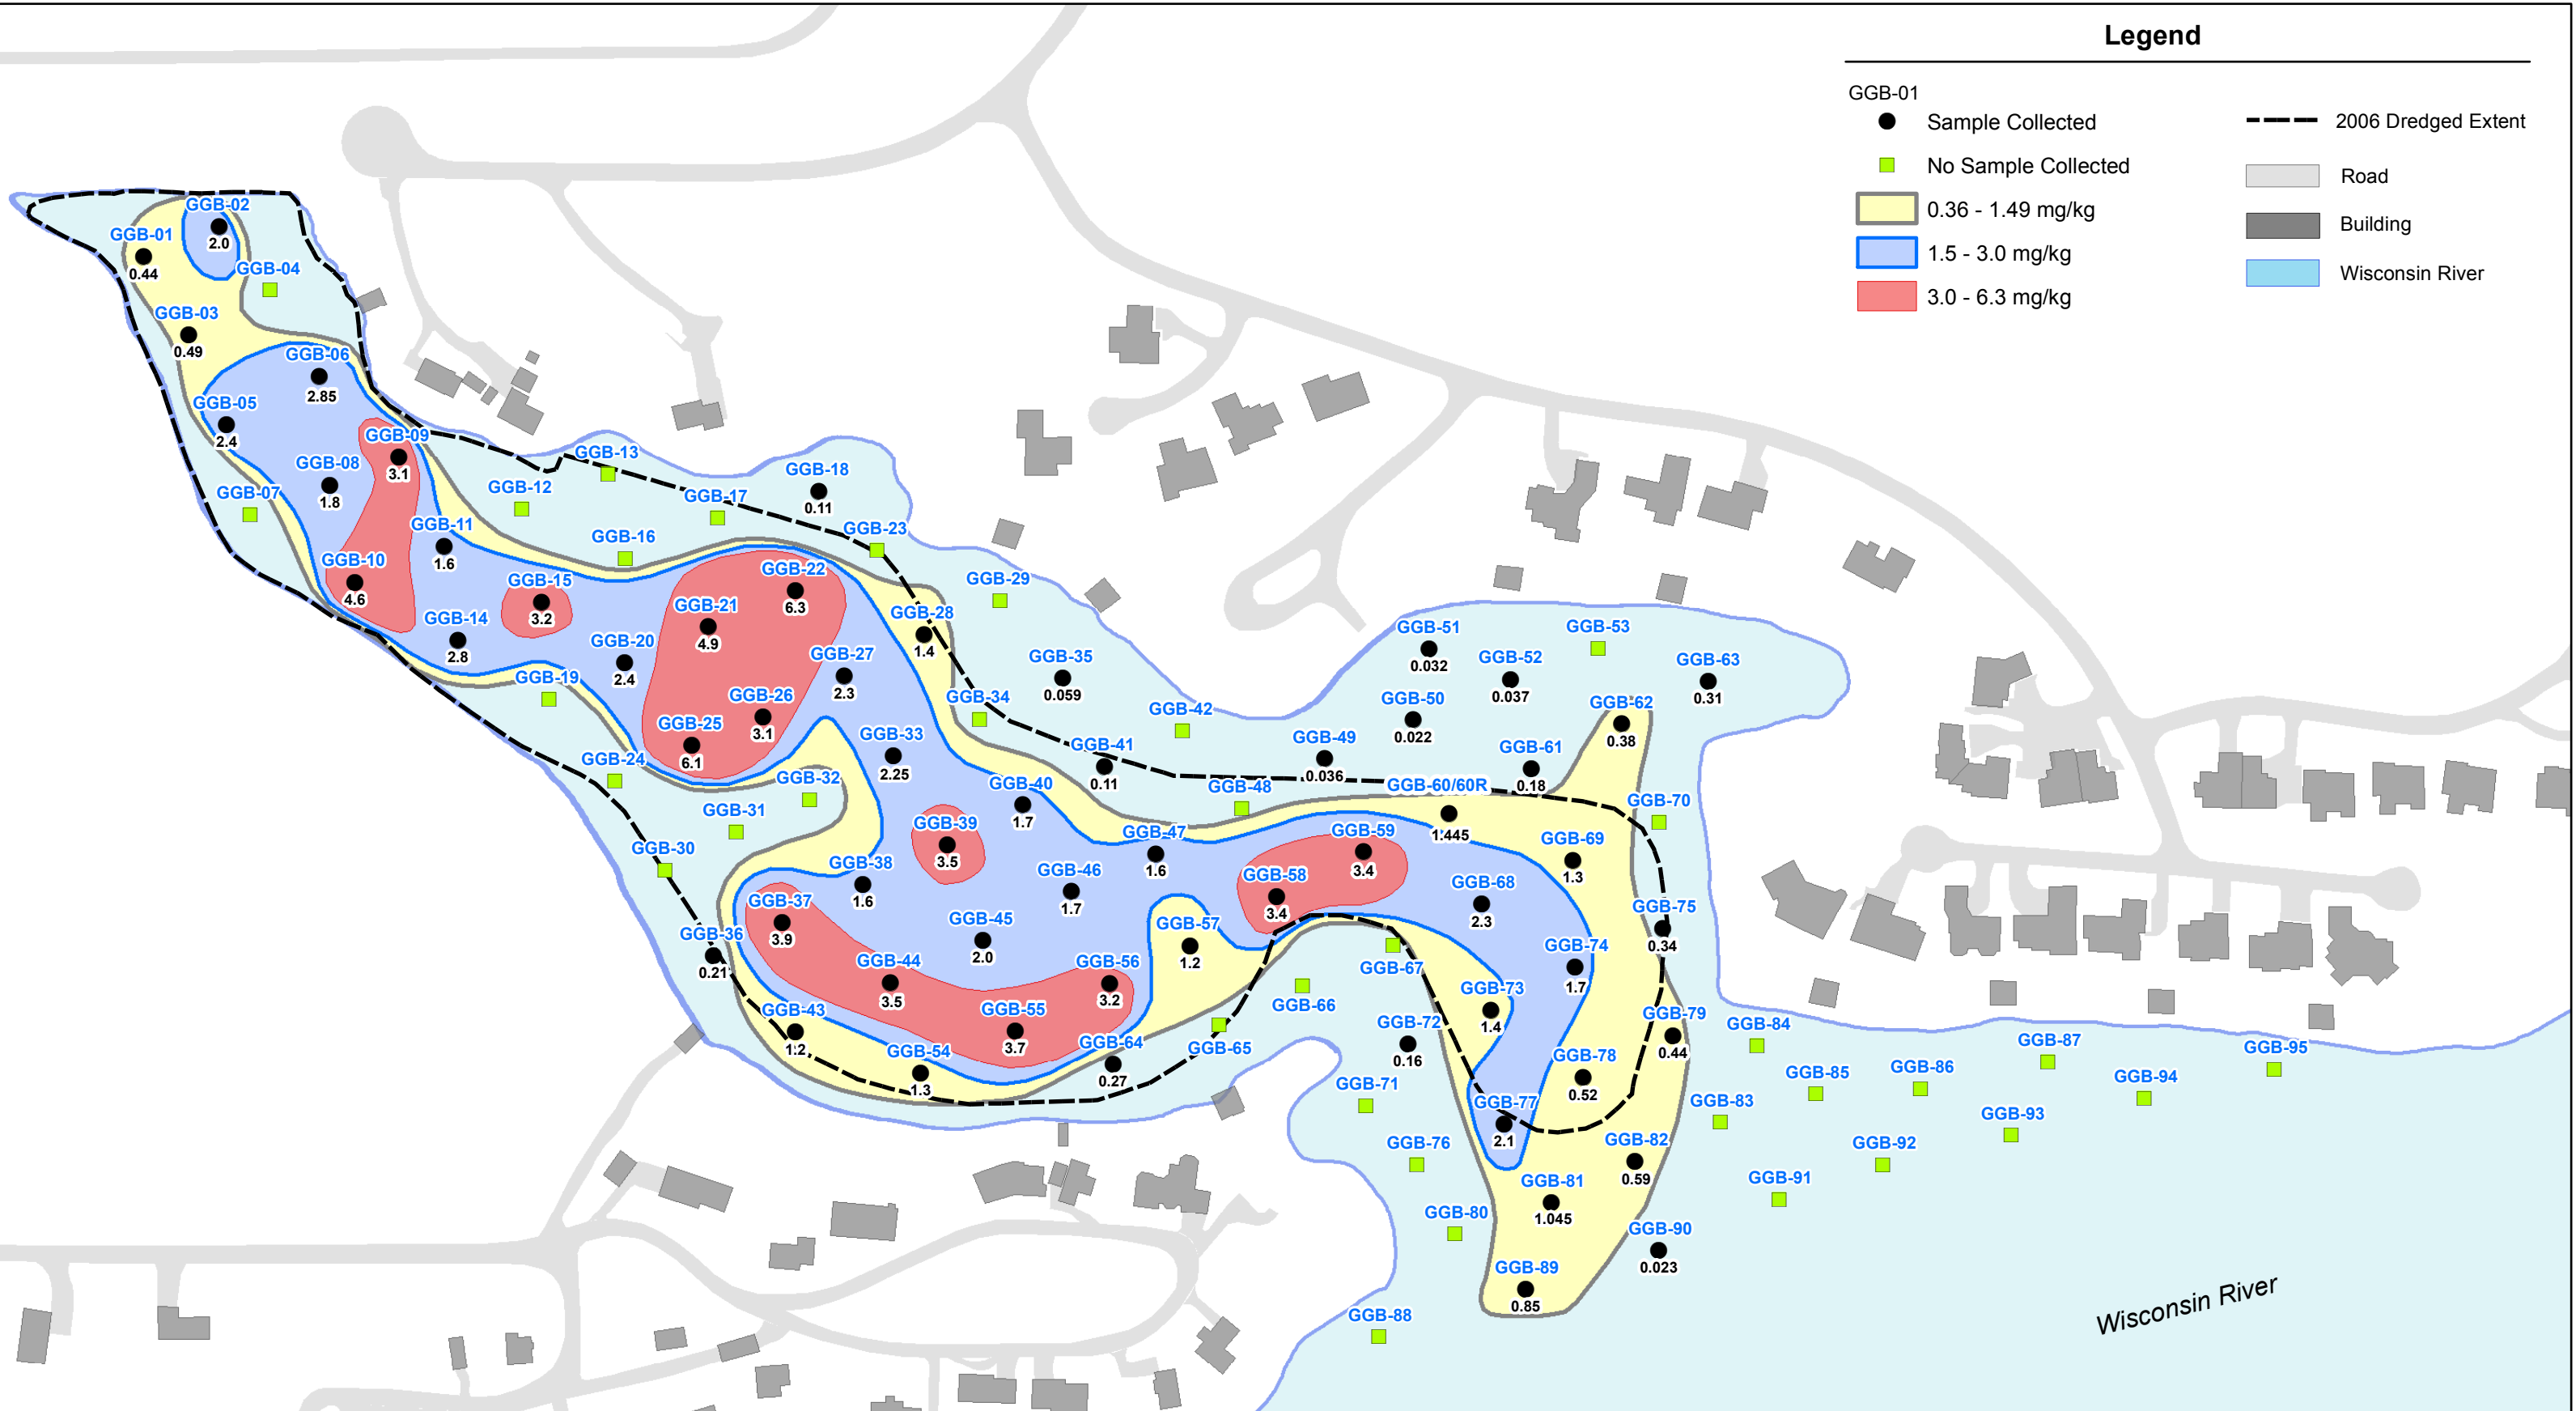 Legend
GGB-01
Sample Collected
No Sample Collected
0.36 - 1.49 mg/kg
1.5 - 3.0 mg/kg
3.0 - 6.3 mg/kg
2006 Dredged Extent
Road
Building
Wisconsin River
GGB-02
2.0
GGB-01
0.44
GGB-04
GGB-03
0.49
GGB-06
2.85
GGB-05
2.4
GGB-09
3.1
GGB-08
1.8
GGB-07
GGB-13
GGB-12
GGB-17
GGB-18
0.11
GGB-11
1.6
GGB-16
GGB-23
GGB-10
4.6
GGB-15
3.2
GGB-22
6.3
GGB-29
GGB-14
2.8
GGB-21
4.9
GGB-28
1.4
GGB-20
2.4
GGB-27
2.3
GGB-35
0.059
GGB-19
GGB-26
3.1
GGB-34
GGB-25
6.1
GGB-33
2.25
GGB-42
GGB-24
GGB-32
GGB-41
0.11
GGB-31
GGB-40
1.7
GGB-30
GGB-39
3.5
GGB-38
1.6
GGB-47
1.6
GGB-48
GGB-49
0.036
GGB-51
0.032
GGB-52
0.037
GGB-53
GGB-63
0.31
GGB-50
0.022
GGB-62
0.38
GGB-61
0.18
GGB-60/60R
1.445
GGB-70
GGB-59
3.4
GGB-69
1.3
GGB-46
1.7
GGB-58
3.4
GGB-68
2.3
GGB-37
3.9
GGB-36
0.21
GGB-45
2.0
GGB-57
1.2
GGB-75
0.34
GGB-74
1.7
GGB-67
GGB-44
3.5
GGB-56
3.2
GGB-66
GGB-73
1.4
GGB-43
1.2
GGB-55
3.7
GGB-65
GGB-72
0.16
GGB-79
0.44
GGB-54
1.3
GGB-64
0.27
GGB-78
0.52
GGB-71
GGB-77
2.1
GGB-84
GGB-87
GGB-95
GGB-85
GGB-86
GGB-94
GGB-83
GGB-93
GGB-76
GGB-82
0.59
GGB-92
GGB-81
1.045
GGB-91
GGB-80
GGB-90
0.023
GGB-89
0.85
GGB-88
Wisconsin River